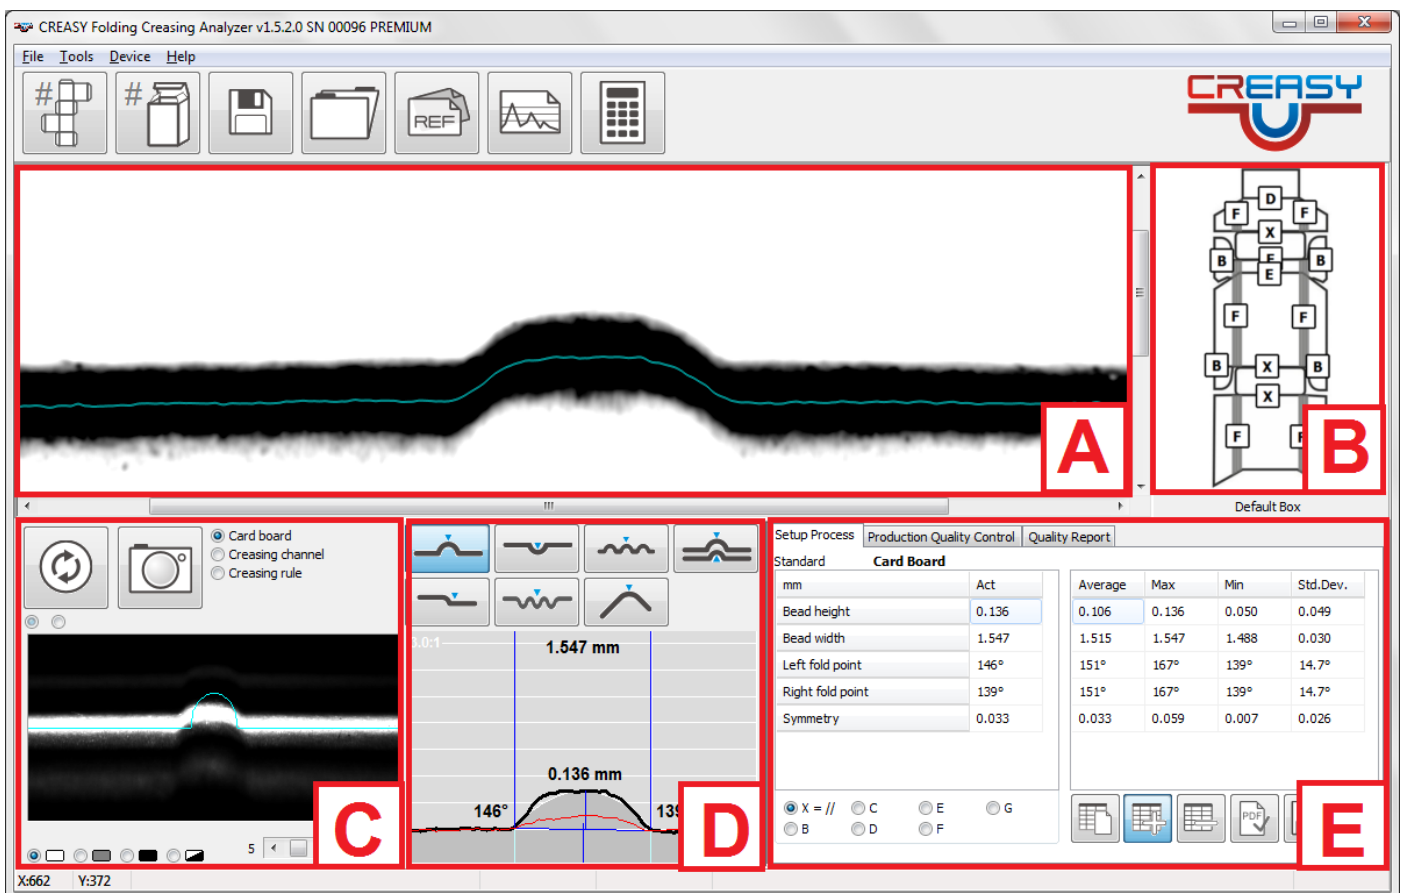 CREASY Folding Creasing Analyzer v1.5.2.0 SN 00096 PREMIUM
File Tools Device Help
#
#
REF
CREASY
A
D
F F
X
B E B
E
F F
B X B
X
F F
B
Default Box
Card board
Creasing channel
Creasing rule
5
C
3.0:1
1.547 mm
0.136 mm
146°
139
D
Setup Process Production Quality Control Quality Report
Standard Card Board
mm Act Average Max Min Std.Dev.
Bead height 0.136 0.106 0.136 0.050 0.049
Bead width 1.547 1.515 1.547 1.488 0.030
Left fold point 146° 151° 167° 139° 14.7°
Right fold point 139° 151° 167° 139° 14.7°
Symmetry 0.033 0.033 0.059 0.007 0.026
X = // C E G
B D F
PDF
E
X:662 Y:372